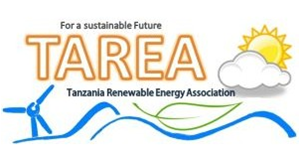 For a sustainable Future
TAREA
Tanzania Renewable Energy Association